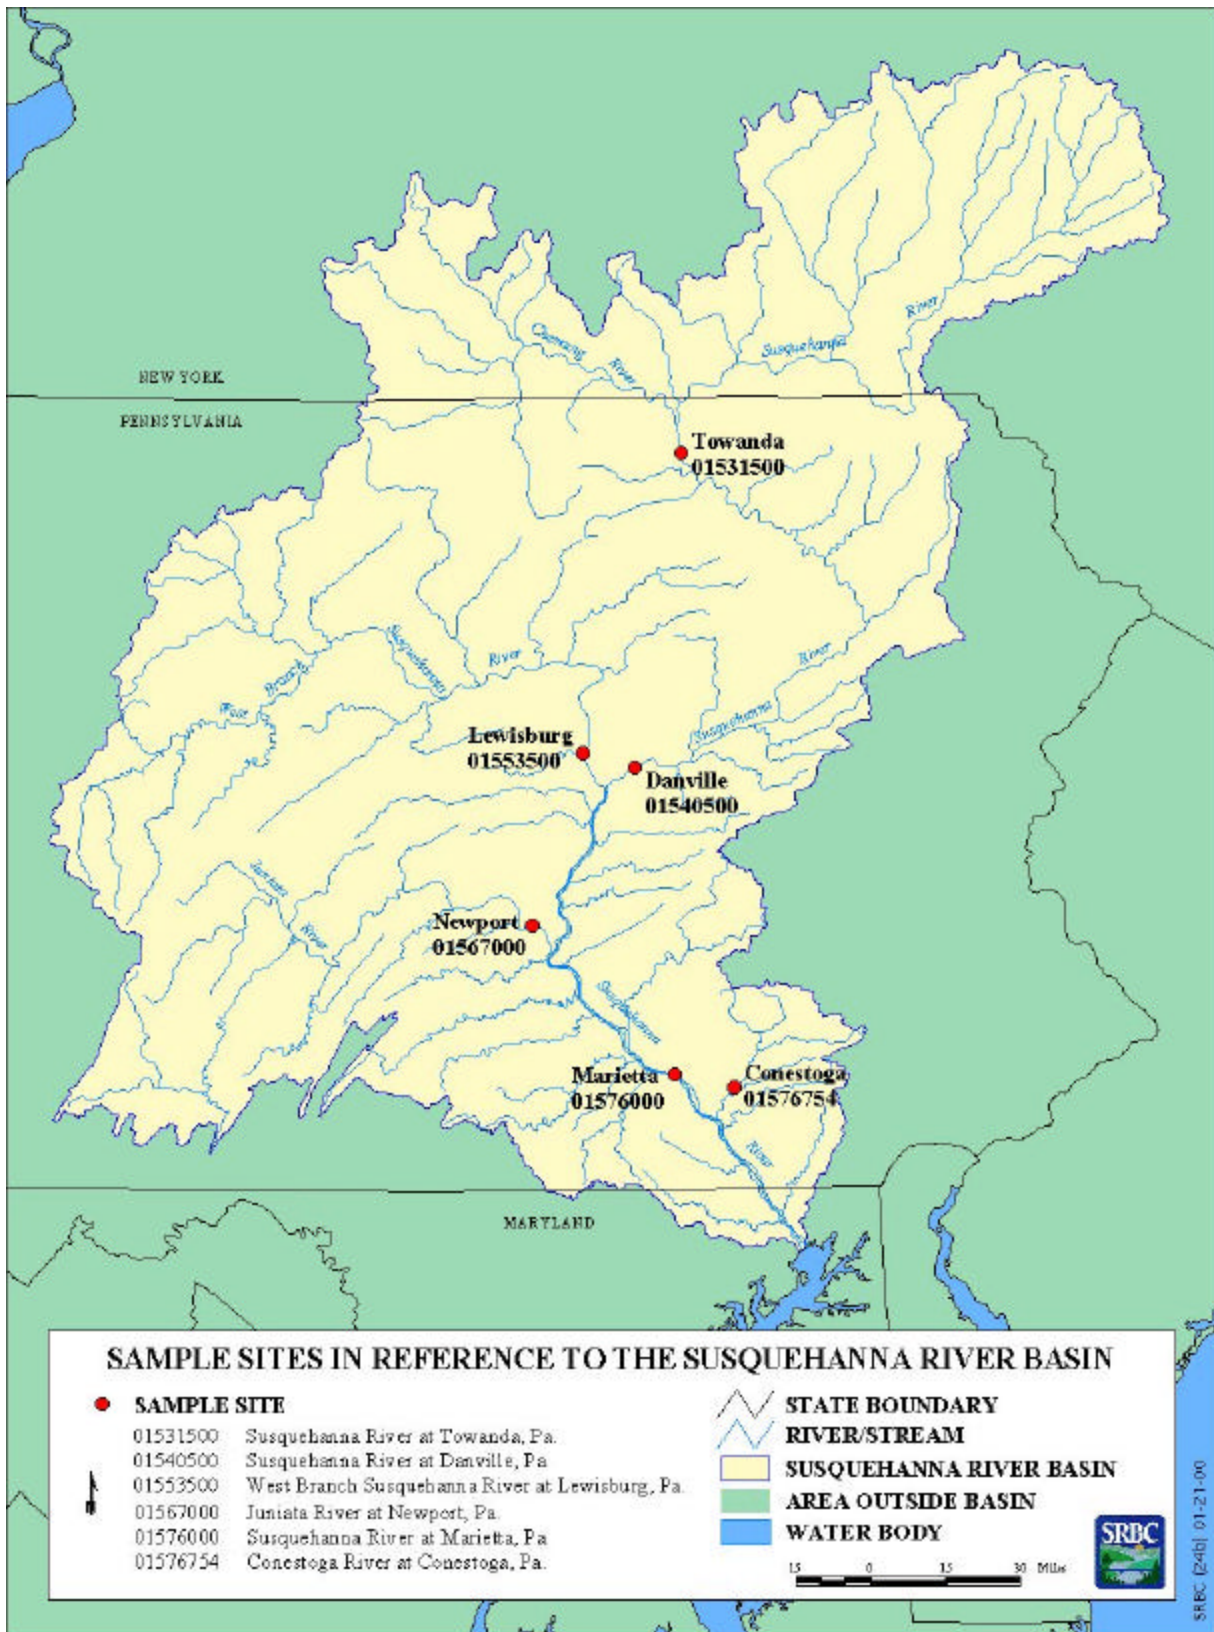 Chemung
River
Susquehanna
River
NEW YORK
PENNSYLVANIA
Towanda
01531500
West
Branch
Susquehanna
River
Susquehanna
River
Lewisburg
01553500
Danville
01540500
Juniata
River
Newport
01567000
Susquehanna
Marietta
01576000
Conestoga
01576754
River
MARYLAND
SAMPLE SITES IN REFERENCE TO THE SUSQUEHANNA RIVER BASIN
SAMPLE SITE
01531500 Susquehanna River at Towanda, Pa.
01540500 Susquehanna River at Danville, Pa
01553500 West Branch Susquehanna River at Lewisburg, Pa.
01567000 Juniata River at Newport, Pa.
01576000 Susquehanna River at Marietta, Pa
01576754 Conestoga River at Conestoga, Pa.
STATE BOUNDARY
RIVER/STREAM
SUSQUEHANNA RIVER BASIN
AREA OUTSIDE BASIN
WATER BODY
15 0 15 30 Miles
SRBC
SRBC (24b) 01-21-00